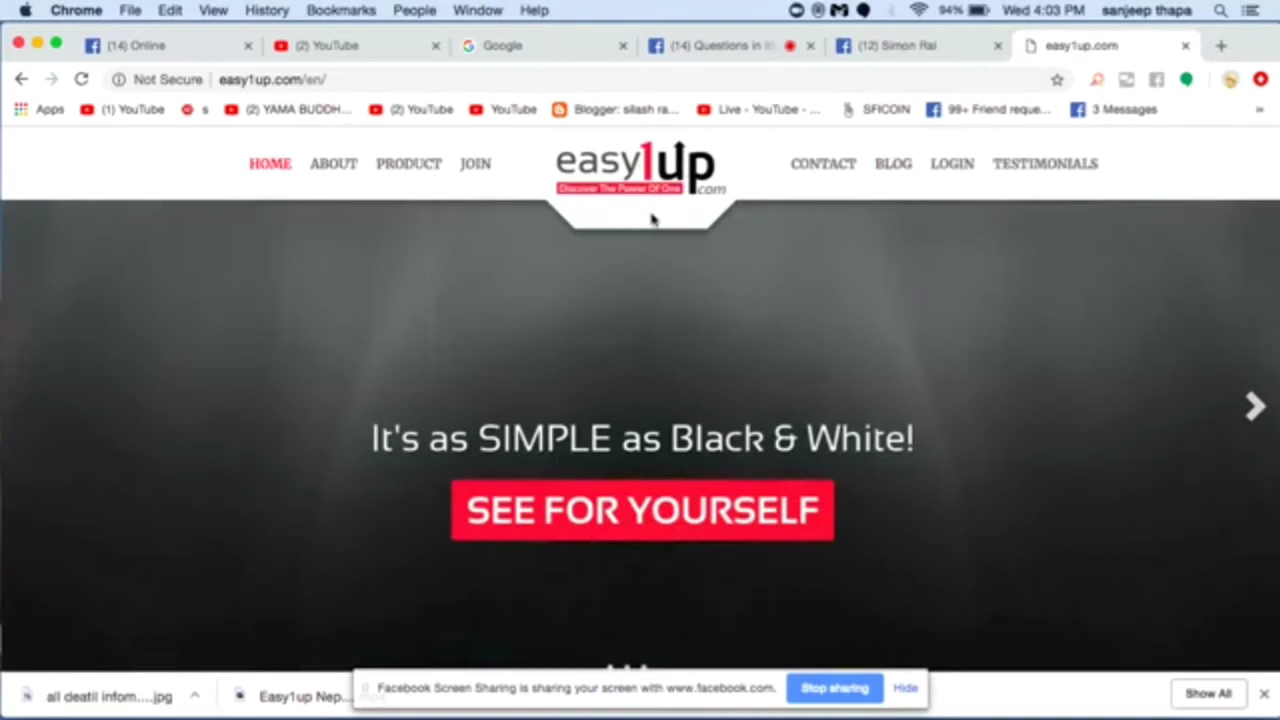 Chrome File Edit View History Bookmarks People Window Help 94% Wed 4:03 PM sanjeep thapa
(14) Online (2) YouTube Google (14) Questions in (12) Simon Rai easy1up.com
Not Secure easy1up.com/en/
Apps (1) YouTube s (2) YAMA BUDDH... (2) YouTube YouTube Blogger: silash ra... Live - YouTube - ... SFICOIN 99+ Friend reque... 3 Messages »
HOME ABOUT PRODUCT JOIN easy1up CONTACT BLOG LOGIN TESTIMONIALS
Discover The Power Of One .com
It's as SIMPLE as Black & White!
SEE FOR YOURSELF
Facebook Screen Sharing is sharing your screen with www.facebook.com. Stop sharing Hide
all deatil infom....jpg Easy1up Nep... Show All